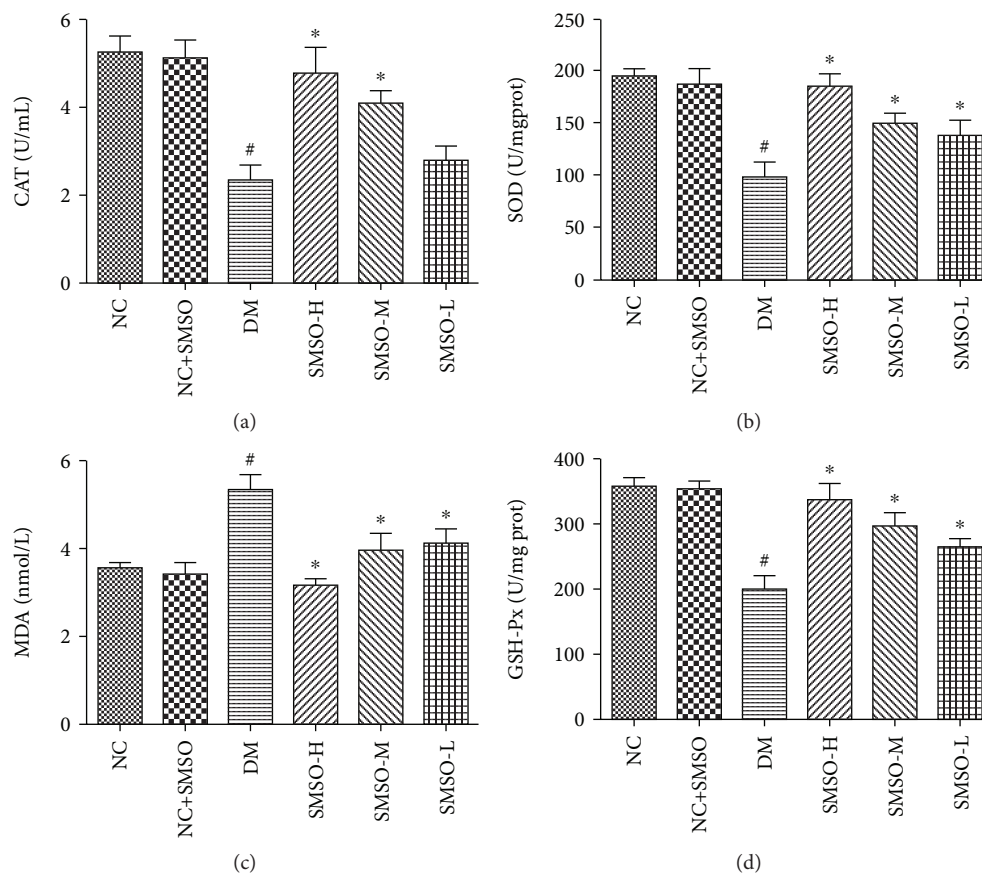 CAT (U/mL)
6
4
2
0
#
*
*
NC
NC+SMSO
DM
SMSO-H
SMSO-M
SMSO-L
(a)
SOD (U/mgprot)
250
200
150
100
50
0
#
*
*
*
NC
NC+SMSO
DM
SMSO-H
SMSO-M
SMSO-L
(b)
MDA (nmol/L)
6
4
2
0
#
*
*
*
NC
NC+SMSO
DM
SMSO-H
SMSO-M
SMSO-L
(c)
GSH-Px (U/mg prot)
400
300
200
100
0
#
*
*
*
NC
NC+SMSO
DM
SMSO-H
SMSO-M
SMSO-L
(d)